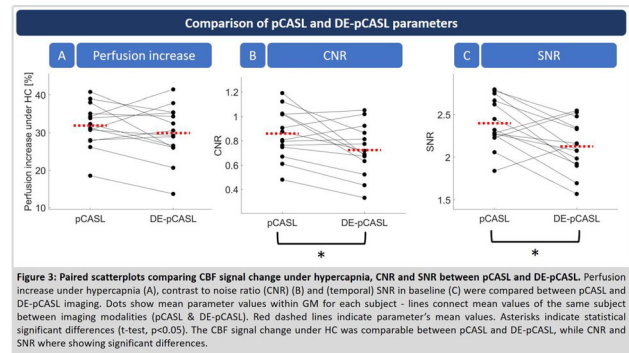 Comparison of pCASL and DE-pCASL parameters
A Perfusion increase
B CNR
C SNR
Perfusion increase under HC [%]
40
30
20
10
pCASL DE-pCASL
CNR
1.2
1
0.8
0.6
0.4
pCASL DE-pCASL
*
SNR
2.5
2
1.5
pCASL DE-pCASL
*
Figure 3: Paired scatterplots comparing CBF signal change under hypercapnia, CNR and SNR between pCASL and DE-pCASL. Perfusion
increase under hypercapnia (A), contrast to noise ratio (CNR) (B) and (temporal) SNR in baseline (C) were compared between pCASL and
DE-pCASL imaging. Dots show mean parameter values within GM for each subject - lines connect mean values of the same subject
between imaging modalities (pCASL & DE-pCASL). Red dashed lines indicate parameter's mean values. Asterisks indicate statistical
significant differences (t-test, p<0.05). The CBF signal change under HC was comparable between pCASL and DE-pCASL, while CNR and
SNR where showing significant differences.